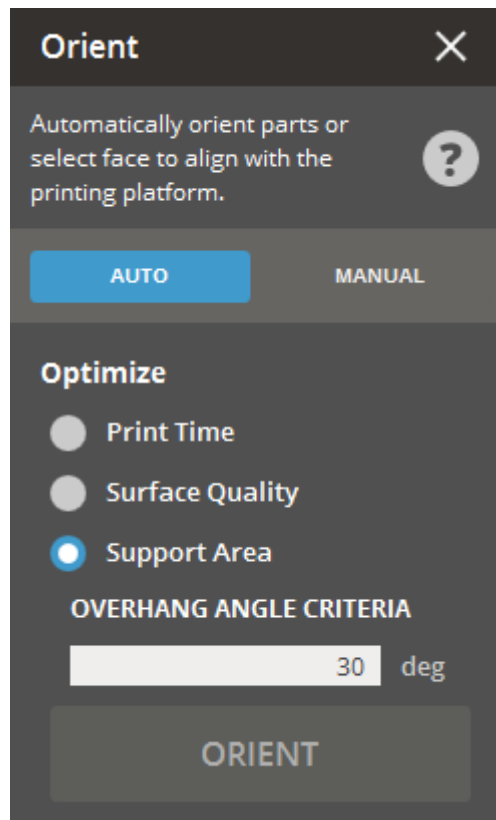 Orient
Automatically orient parts or
select face to align with the
printing platform.
?
AUTO MANUAL
Optimize
Print Time
Surface Quality
Support Area
OVERHANG ANGLE CRITERIA
30 deg
ORIENT